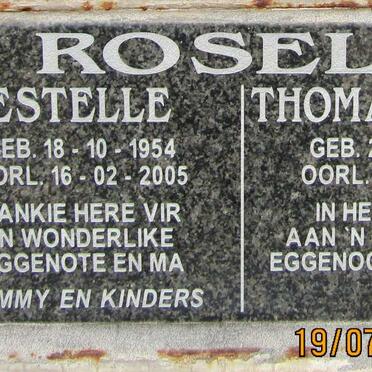 ROSEL
ESTELLE
EB. 18 - 10 - 1954
ORL. 16-02 - 2005
ANKIE HERE VIR
N WONDERLIKE
GGENOTE EN MA
MMY EN KINDERS
THOMA
GEB. 2
OORL.
IN HE
AAN `N
EGGENOO
19/07